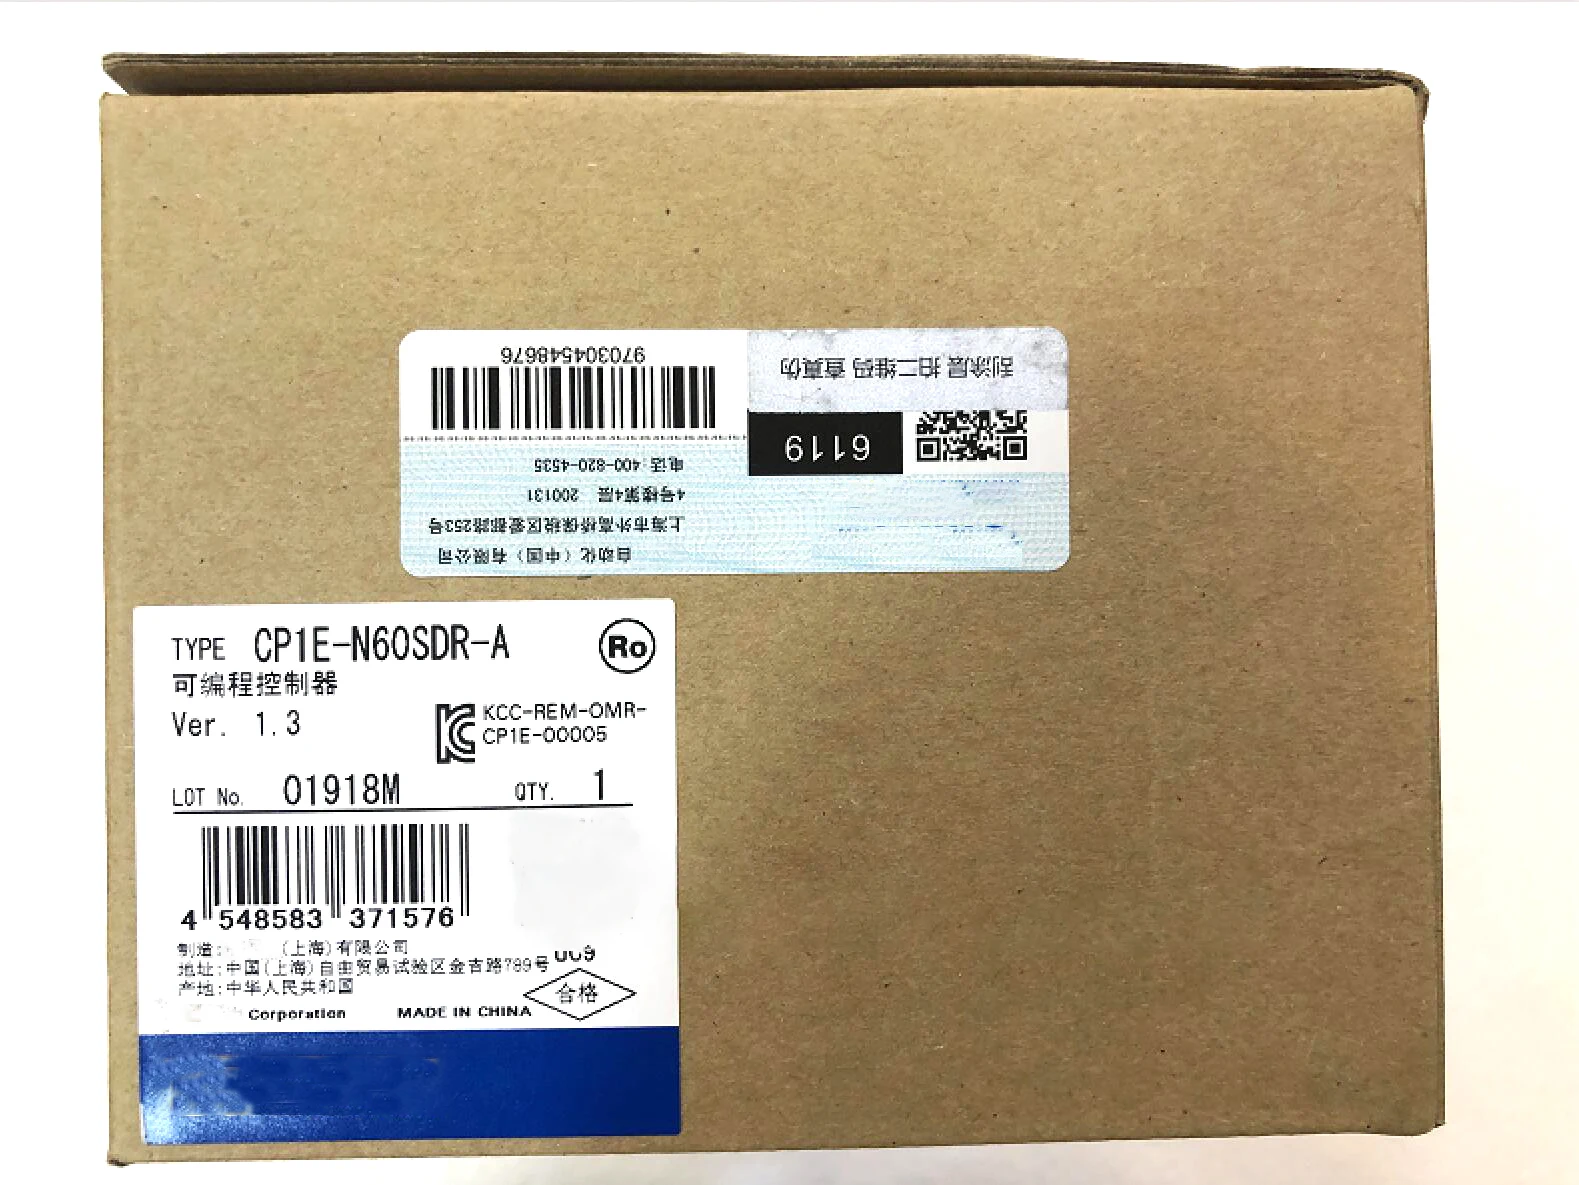 自动化（中国）有限公司
上海市外高桥保税区爱都路253号
4号楼第4层 200131
电话:400-820-4535
970304548676
6119
刮涂层 拍二维码 查真伪
TYPE CP1E-N60SDR-A
Ro
可编程控制器
Ver. 1.3
KCC-REM-OMR-
CP1E-00005
LOT No. 01918M QTY. 1
4 548583 371576
制造: (上海)有限公司
地址:中国(上海)自由贸易试验区金吉路789号
009
产地:中华人民共和国
合格
Corporation MADE IN CHINA